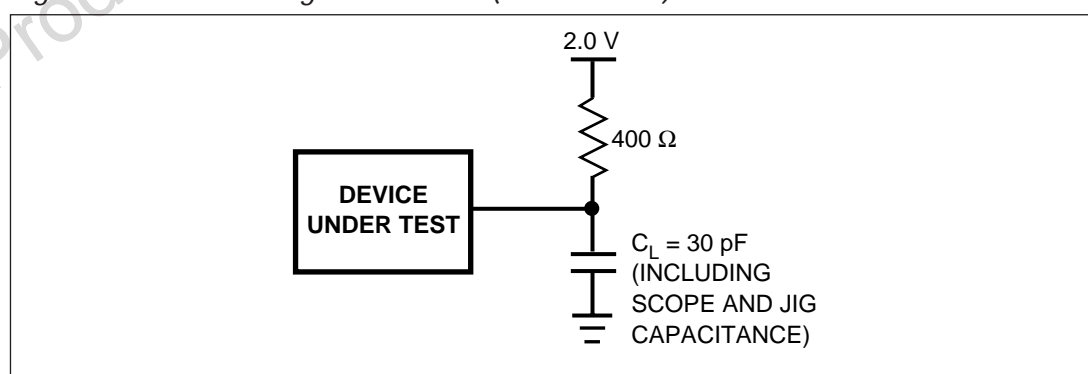 2.0 V
400 Ω
DEVICE
UNDER TEST
C_L = 30 pF
(INCLUDING
SCOPE AND JIG
CAPACITANCE)